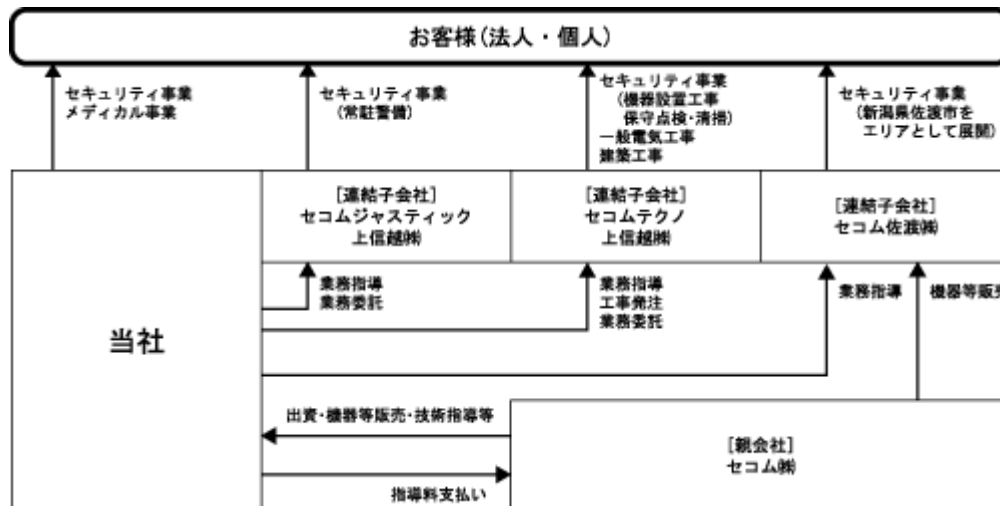 お客様(法人・個人)
セキュリティ事業
メディカル事業
セキュリティ事業
(常駐警備)
セキュリティ事業
(機器設置工事
保守点検・清掃)
一般電気工事
建築工事
セキュリティ事業
(新潟県佐渡市を
エリアとして展開)
[連結子会社]
セコムジャスティック
上信越㈱
[連結子会社]
セコムテクノ
上信越㈱
[連結子会社]
セコム佐渡㈱
業務指導
業務委託
業務指導
工事発注
業務委託
業務指導
機器等販売
当社
出資・機器等販売・技術指導等
[親会社]
セコム㈱
指導料支払い